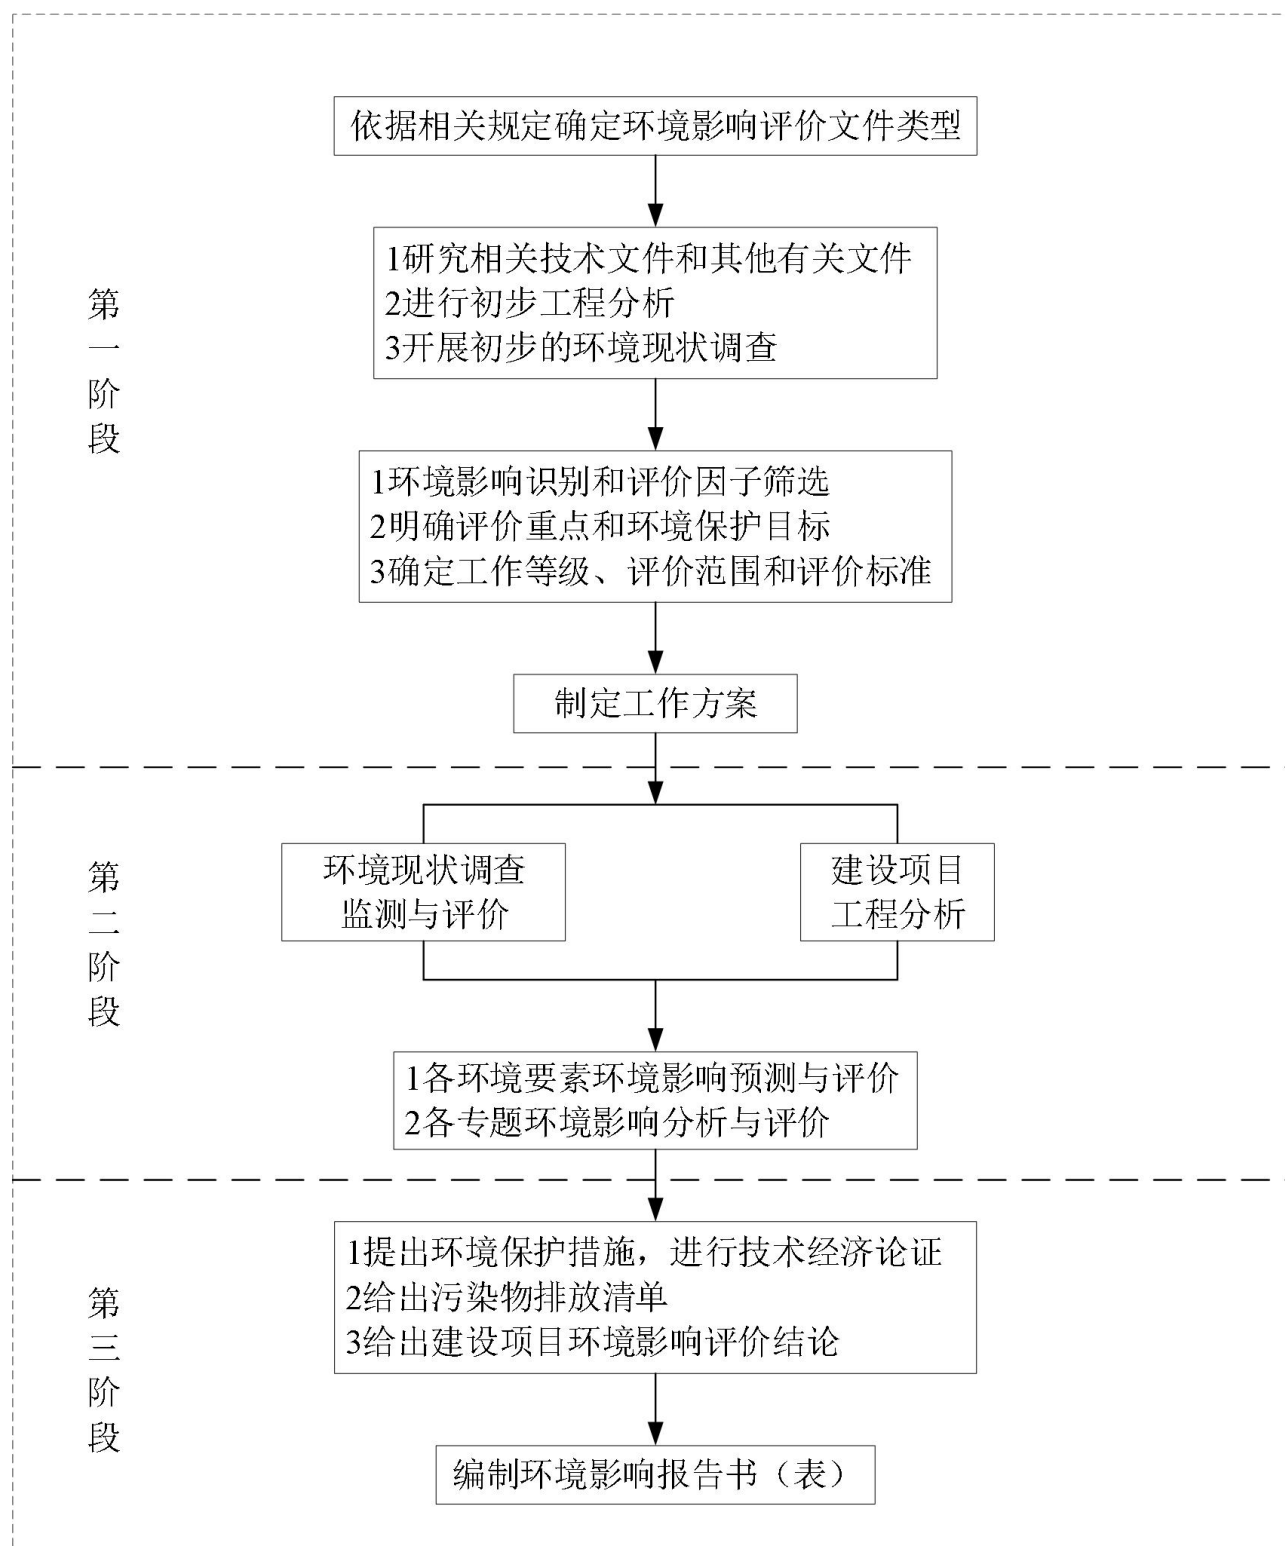 依据相关规定确定环境影响评价文件类型
1研究相关技术文件和其他有关文件
2进行初步工程分析
3开展初步的环境现状调查
第一阶段
1环境影响识别和评价因子筛选
2明确评价重点和环境保护目标
3确定工作等级、评价范围和评价标准
制定工作方案
第二阶段
环境现状调查
监测与评价
建设项目
工程分析
1各环境要素环境影响预测与评价
2各专题环境影响分析与评价
第三阶段
1提出环境保护措施，进行技术经济论证
2给出污染物排放清单
3给出建设项目环境影响评价结论
编制环境影响报告书（表）